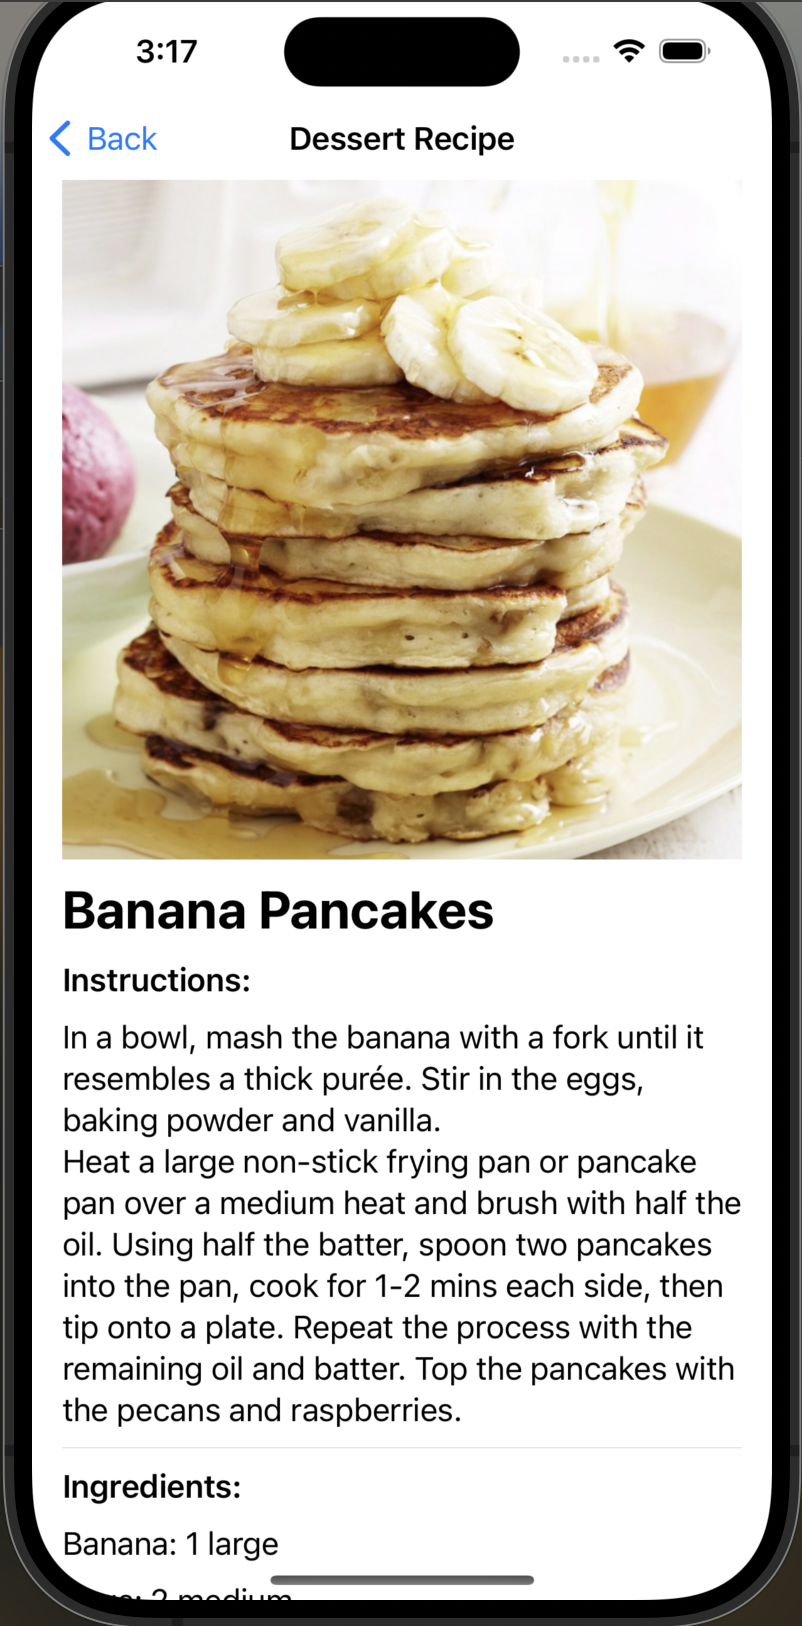 3:17
Back
Dessert Recipe
Banana Pancakes
Instructions:
In a bowl, mash the banana with a fork until it
resembles a thick purée. Stir in the eggs,
baking powder and vanilla.
Heat a large non-stick frying pan or pancake
pan over a medium heat and brush with half the
oil. Using half the batter, spoon two pancakes
into the pan, cook for 1-2 mins each side, then
tip onto a plate. Repeat the process with the
remaining oil and batter. Top the pancakes with
the pecans and raspberries.
Ingredients:
Banana: 1 large
2 medium